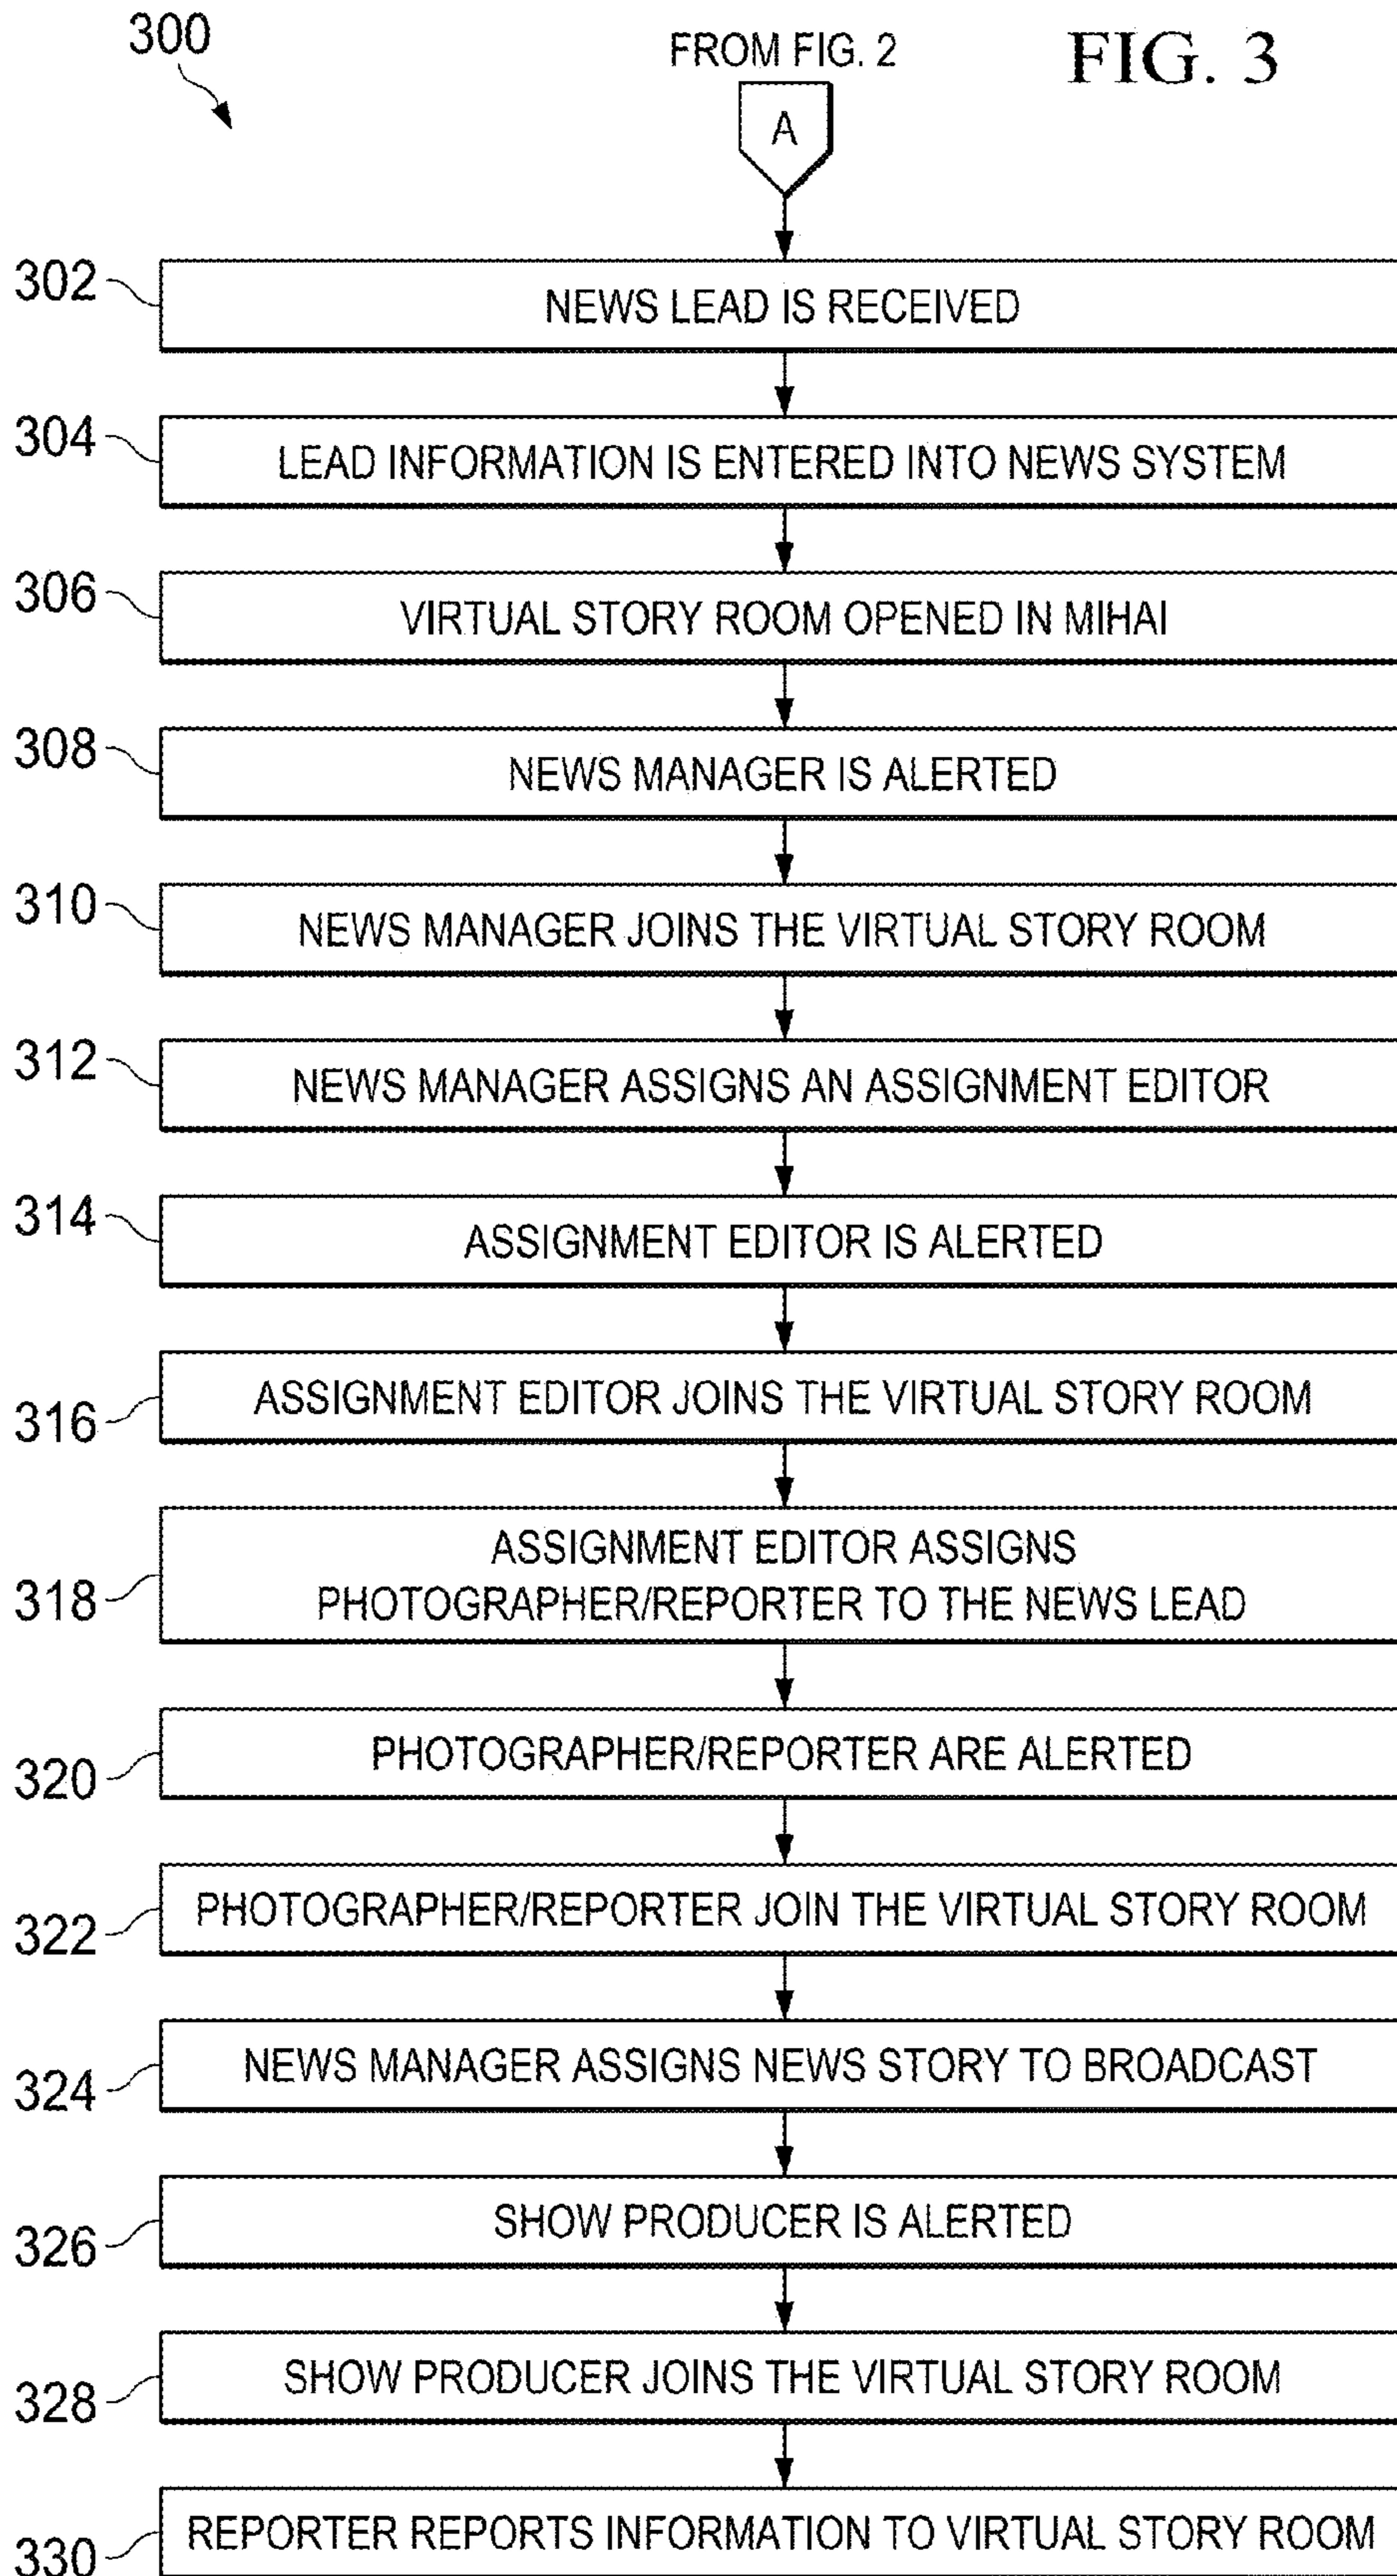 300
FROM FIG. 2
FIG. 3
A
302
NEWS LEAD IS RECEIVED
304
LEAD INFORMATION IS ENTERED INTO NEWS SYSTEM
306
VIRTUAL STORY ROOM OPENED IN MIHAI
308
NEWS MANAGER IS ALERTED
310
NEWS MANAGER JOINS THE VIRTUAL STORY ROOM
312
NEWS MANAGER ASSIGNS AN ASSIGNMENT EDITOR
314
ASSIGNMENT EDITOR IS ALERTED
316
ASSIGNMENT EDITOR JOINS THE VIRTUAL STORY ROOM
318
ASSIGNMENT EDITOR ASSIGNS
PHOTOGRAPHER/REPORTER TO THE NEWS LEAD
320
PHOTOGRAPHER/REPORTER ARE ALERTED
322
PHOTOGRAPHER/REPORTER JOIN THE VIRTUAL STORY ROOM
324
NEWS MANAGER ASSIGNS NEWS STORY TO BROADCAST
326
SHOW PRODUCER IS ALERTED
328
SHOW PRODUCER JOINS THE VIRTUAL STORY ROOM
330
REPORTER REPORTS INFORMATION TO VIRTUAL STORY ROOM